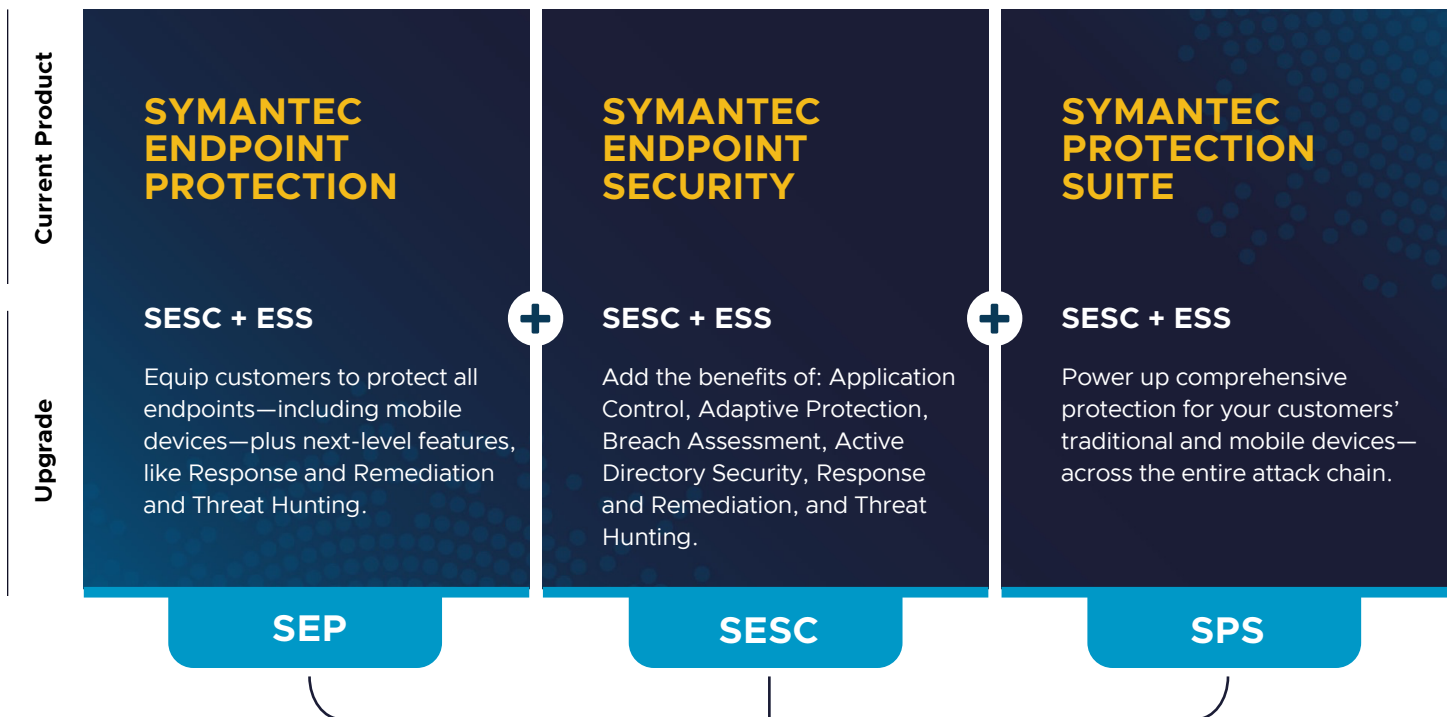 Current Product
SYMANTEC
ENDPOINT
PROTECTION
SYMANTEC
ENDPOINT
SECURITY
SYMANTEC
PROTECTION
SUITE
Upgrade
SESC + ESS
Equip customers to protect all
endpoints—including mobile
devices—plus next-level features,
like Response and Remediation
and Threat Hunting.
SESC + ESS
Add the benefits of: Application
Control, Adaptive Protection,
Breach Assessment, Active
Directory Security, Response
and Remediation, and Threat
Hunting.
SESC + ESS
Power up comprehensive
protection for your customers’
traditional and mobile devices—
across the entire attack chain.
SEP
SESC
SPS